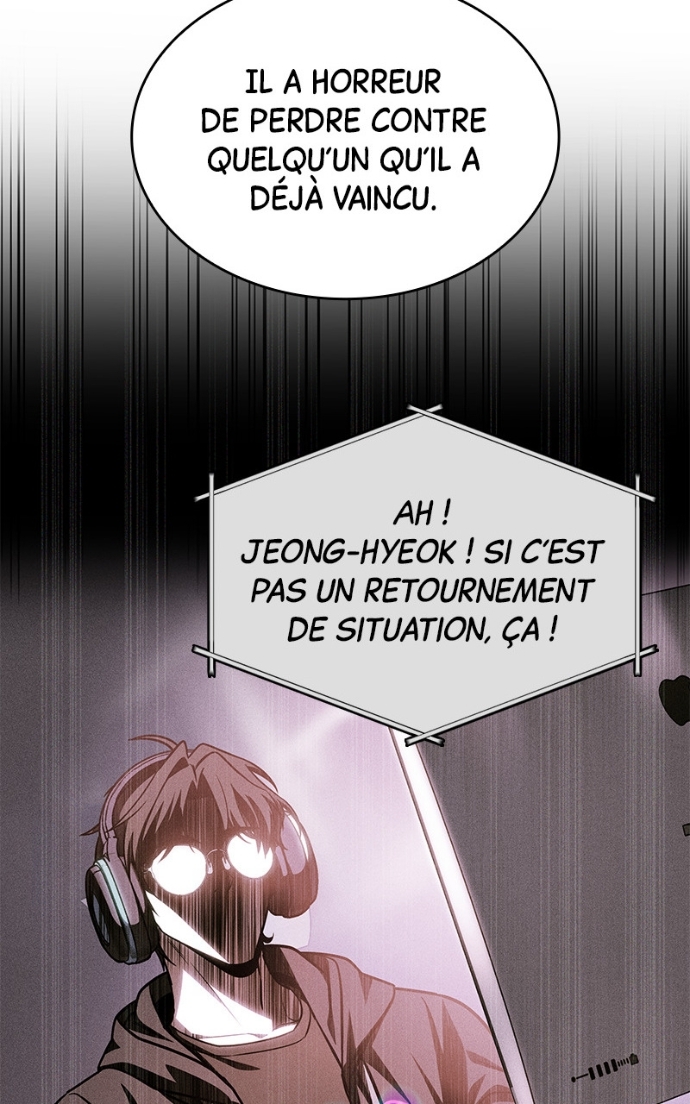 IL A HORREUR
DE PERDRE CONTRE
QUELQU'UN QU'IL A
DÉJÀ VAINCU.
AH !
JEONG-HYEOK ! SI C'EST
PAS UN RETOURNEMENT
DE SITUATION, ÇA !